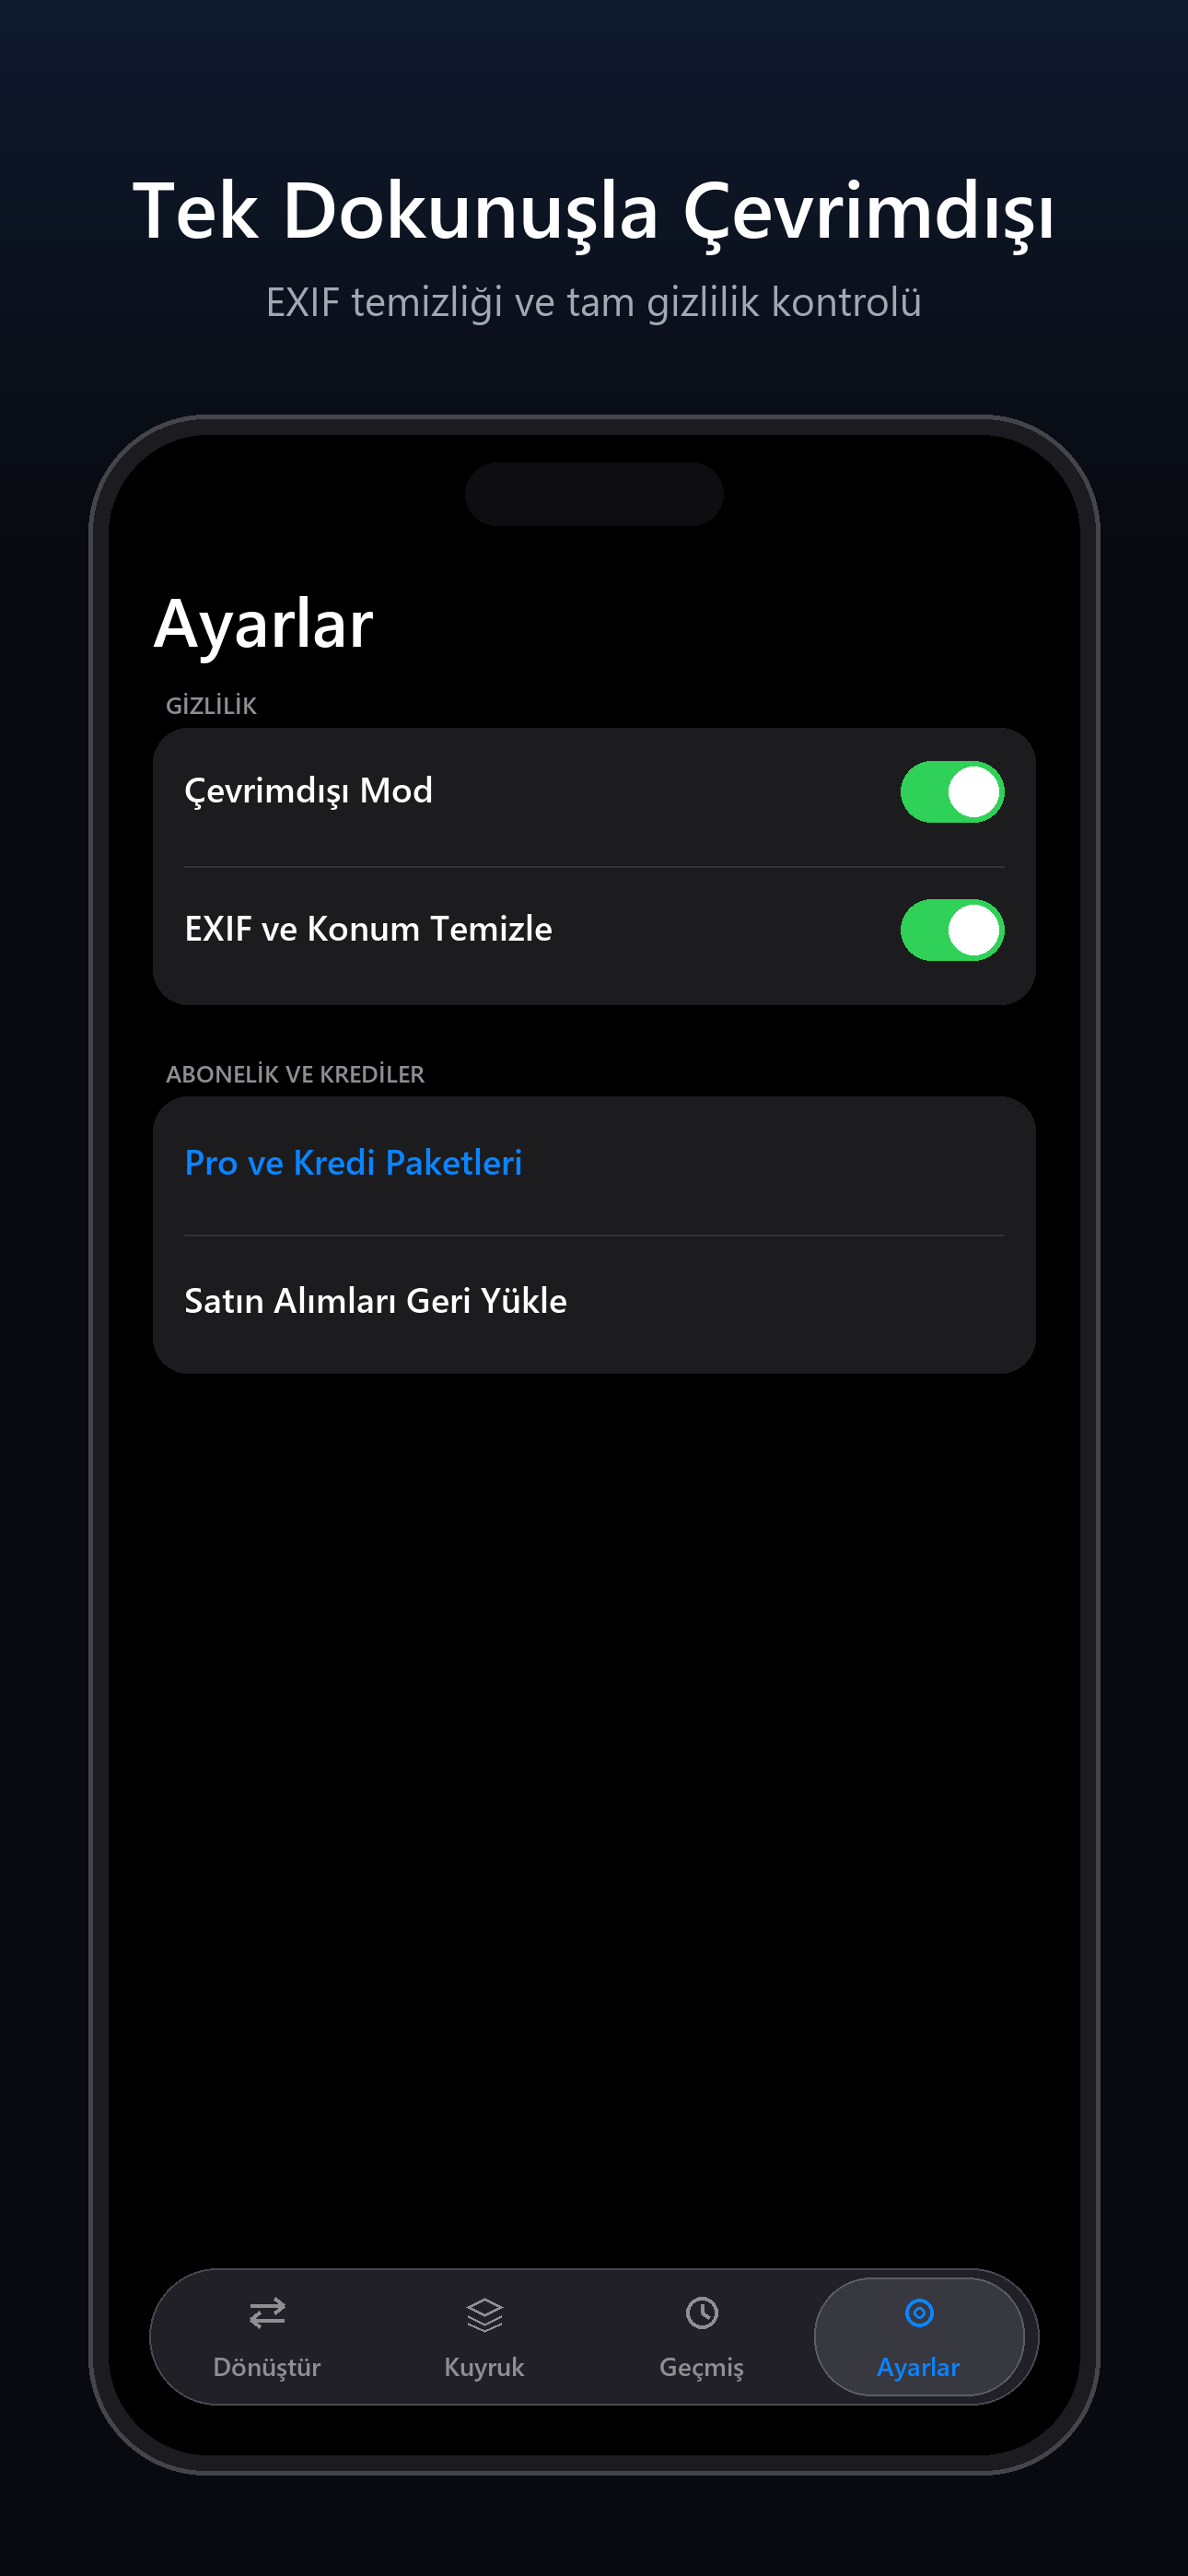 Tek Dokunuşla Çevrimdışı
EXIF temizliği ve tam gizlilik kontrolü
Ayarlar
GİZLİLİK
Çevrimdışı Mod
EXIF ve Konum Temizle
ABONELİK VE KREDİLER
Pro ve Kredi Paketleri
Satın Alımları Geri Yükle
Dönüştür
Kuyruk
Geçmiş
Ayarlar